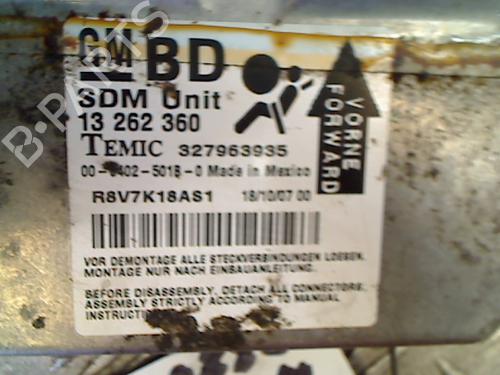 GM BD
SDM Unit
13 262 360
TEMIC 327963935
Made in Mexico
R8V7K18AS1 18/10/07 00
VORNE
FORWARD
VOR DEMONTAGE ALLE STECKVERBINDUNGEN LOESEN.
MONTAGE NUR NACH EINBAUANLEITUNG.
BEFORE DISASSEMBLY, DETACH ALL CONNECTORS.
ASSEMBLY STRICTLY ACCORDING TO MANUAL
B-PARTS